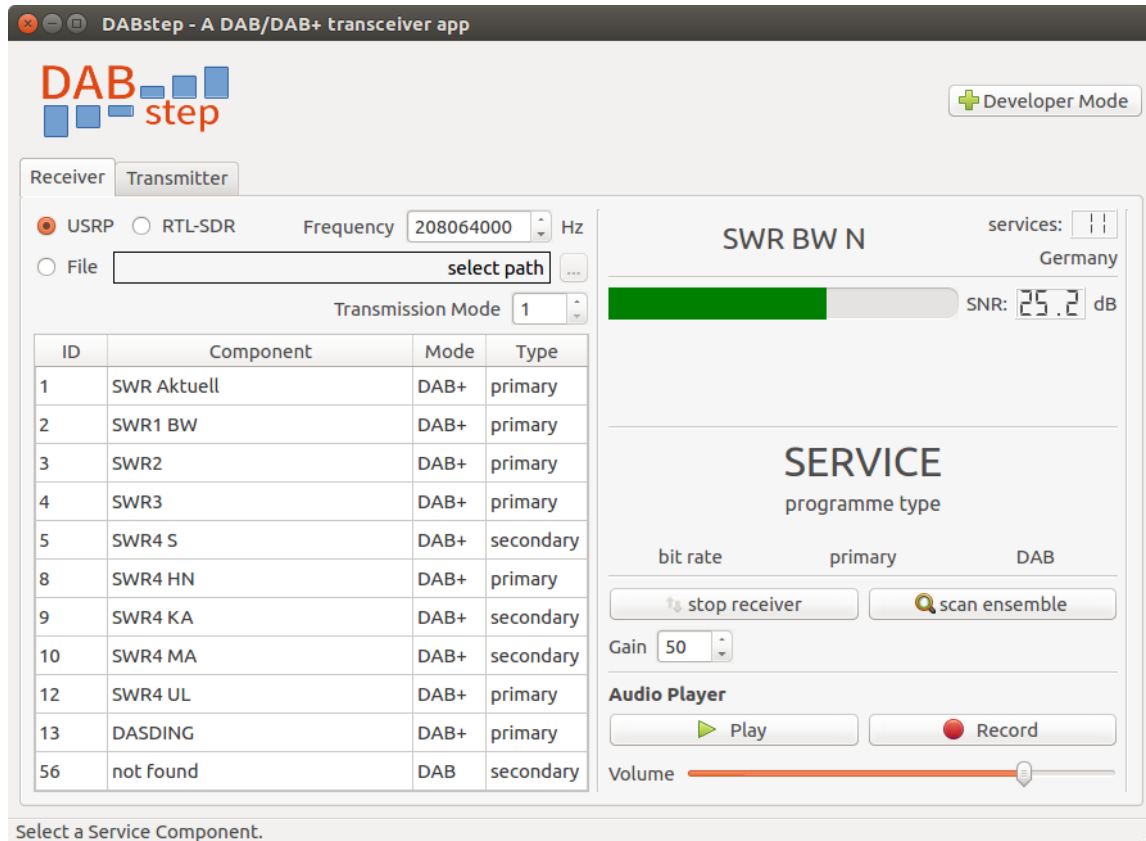 DABstep - A DAB/DAB+ transceiver app
DAB
step
Developer Mode
Receiver Transmitter
USRP RTL-SDR Frequency 208064000 Hz
File select path ...
Transmission Mode 1
ID Component Mode Type
1 SWR Aktuell DAB+ primary
2 SWR1 BW DAB+ primary
3 SWR2 DAB+ primary
4 SWR3 DAB+ primary
5 SWR4 S DAB+ secondary
8 SWR4 HN DAB+ primary
9 SWR4 KA DAB+ secondary
10 SWR4 MA DAB+ secondary
12 SWR4 UL DAB+ primary
13 DASDING DAB+ primary
56 not found DAB secondary
SWR BW N
services: 11
Germany
SNR: 25.2 dB
SERVICE
programme type
bit rate primary DAB
stop receiver scan ensemble
Gain 50
Audio Player
Play Record
Volume
Select a Service Component.